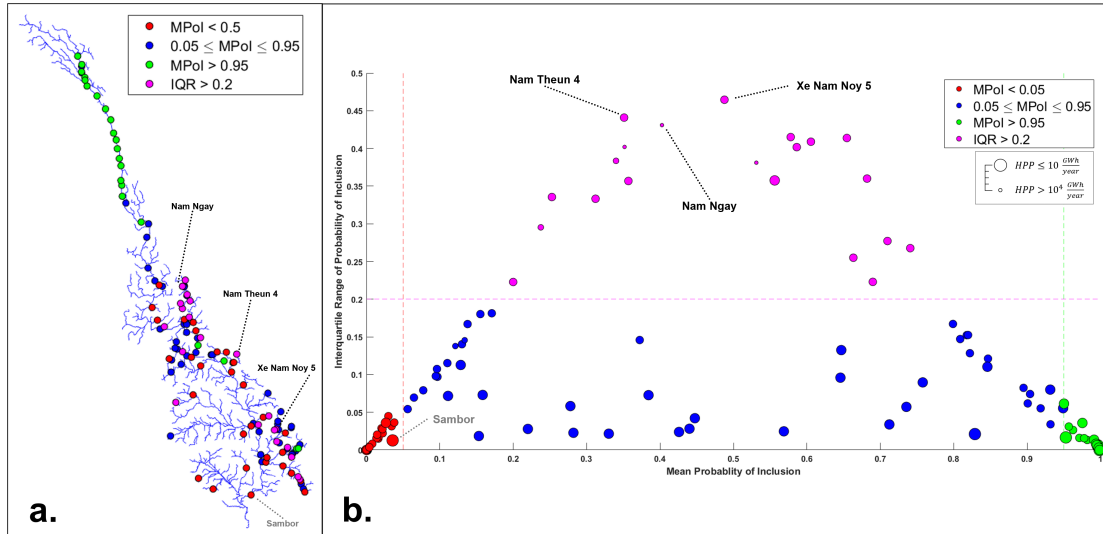 MPoI < 0.5
0.05 ≤ MPoI ≤ 0.95
MPoI > 0.95
IQR > 0.2
Nam Ngay
Nam Theun 4
Xe Nam Noy 5
Sambor
a.
0.5
0.45
0.4
0.35
0.3
0.25
0.2
0.15
0.1
0.05
0
Interquartile Range of Probability of Inclusion
Nam Theun 4
Xe Nam Noy 5
Nam Ngay
Sambor
MPoI < 0.05
0.05 ≤ MPoI ≤ 0.95
MPoI > 0.95
IQR > 0.2
HPP ≤ 10 GWh/year
HPP > 10⁴ GWh/year
0 0.1 0.2 0.3 0.4 0.5 0.6 0.7 0.8 0.9 1
Mean Probablity of Inclusion
b.